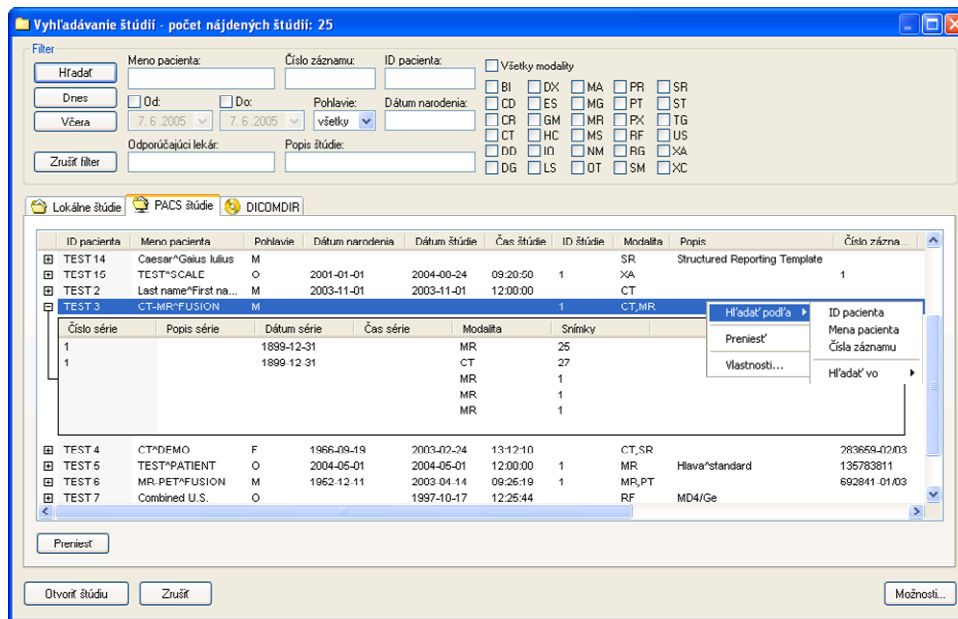 Vyhľadávanie štúdií - počet nájdených štúdií: 25
Filter
Hľadať
Dnes
Včera
Zrušiť filter
Meno pacienta: Číslo záznamu: ID pacienta:
Od: Do: Pohlavie: Dátum narodenia:
7. 6.2005 7. 6.2005 všetky
Odporúčajúci lekár: Popis štúdie:
Všetky modality
BI DX MA PR SR
CD ES MG PT ST
CR GM MR PX TG
CT HC MS RF US
DD IO NM RG XA
DG LS OT SM XC
Lokálne štúdie PACS štúdie DICOMDIR
ID pacienta Meno pacienta Pohlavie Dátum narodenia Dátum štúdie Čas štúdie ID štúdie Modalita Popis Číslo zázna...
TEST 14 Caesar^Gaius Iulius M SR Structured Reporting Template
TEST 15 TEST^SCALE O 2001-01-01 2004-08-24 09:20:50 1 XA 1
TEST 2 Last name^First na... M 2003-11-01 2003-11-01 12:00:00 CT
TEST 3 CT-MR^FUSION M 1 CT,MR
Číslo série Popis série Dátum série Čas série Modalita Snímky
1 1899-12-31 MR 25
1 1899-12-31 CT 27
MR 1
MR 1
MR 1
Hľadať podľa
Preniesť
Vlastnosti...
ID pacienta
Mena pacienta
Čísla záznamu
Hľadať vo
TEST 4 CT^DEMO F 1966-09-19 2003-02-24 13:12:10 CT,SR 283659-02/03
TEST 5 TEST^PATIENT O 2004-05-01 2004-05-01 12:00:00 1 MR Hlava^standard 135783811
TEST 6 MR-PET^FUSION M 1952-12-11 2003-04-14 09:26:19 1 MR,PT 692841-01/03
TEST 7 Combined U.S. O 1997-10-17 12:25:44 RF MD4/Ge
Preniesť
Otvoriť štúdiu Zrušiť Možnosti...